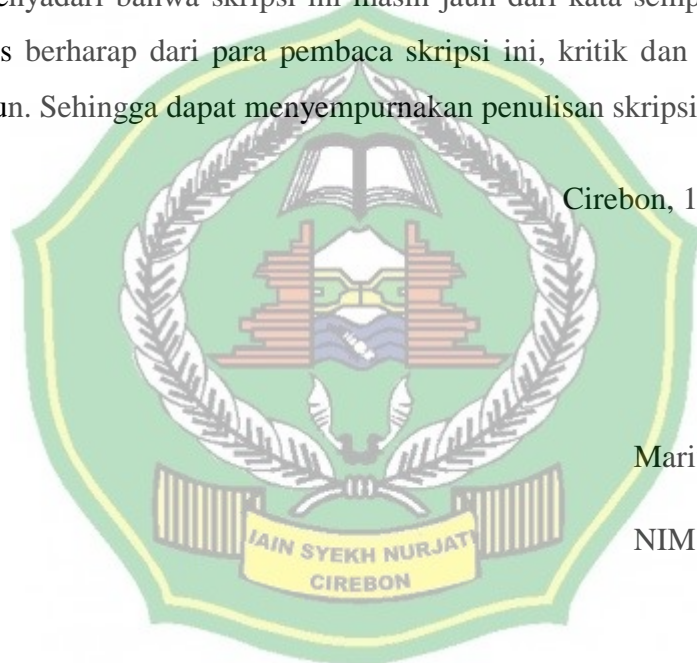 nyadari bahwa skripsi ini masih jauh dari kata semp
s berharap dari para pembaca skripsi ini, kritik dan
un. Sehingga dapat menyempurnakan penulisan skripsi
Cirebon, 1
Mari
NIM
IAIN SYEKH NURJATI
CIREBON